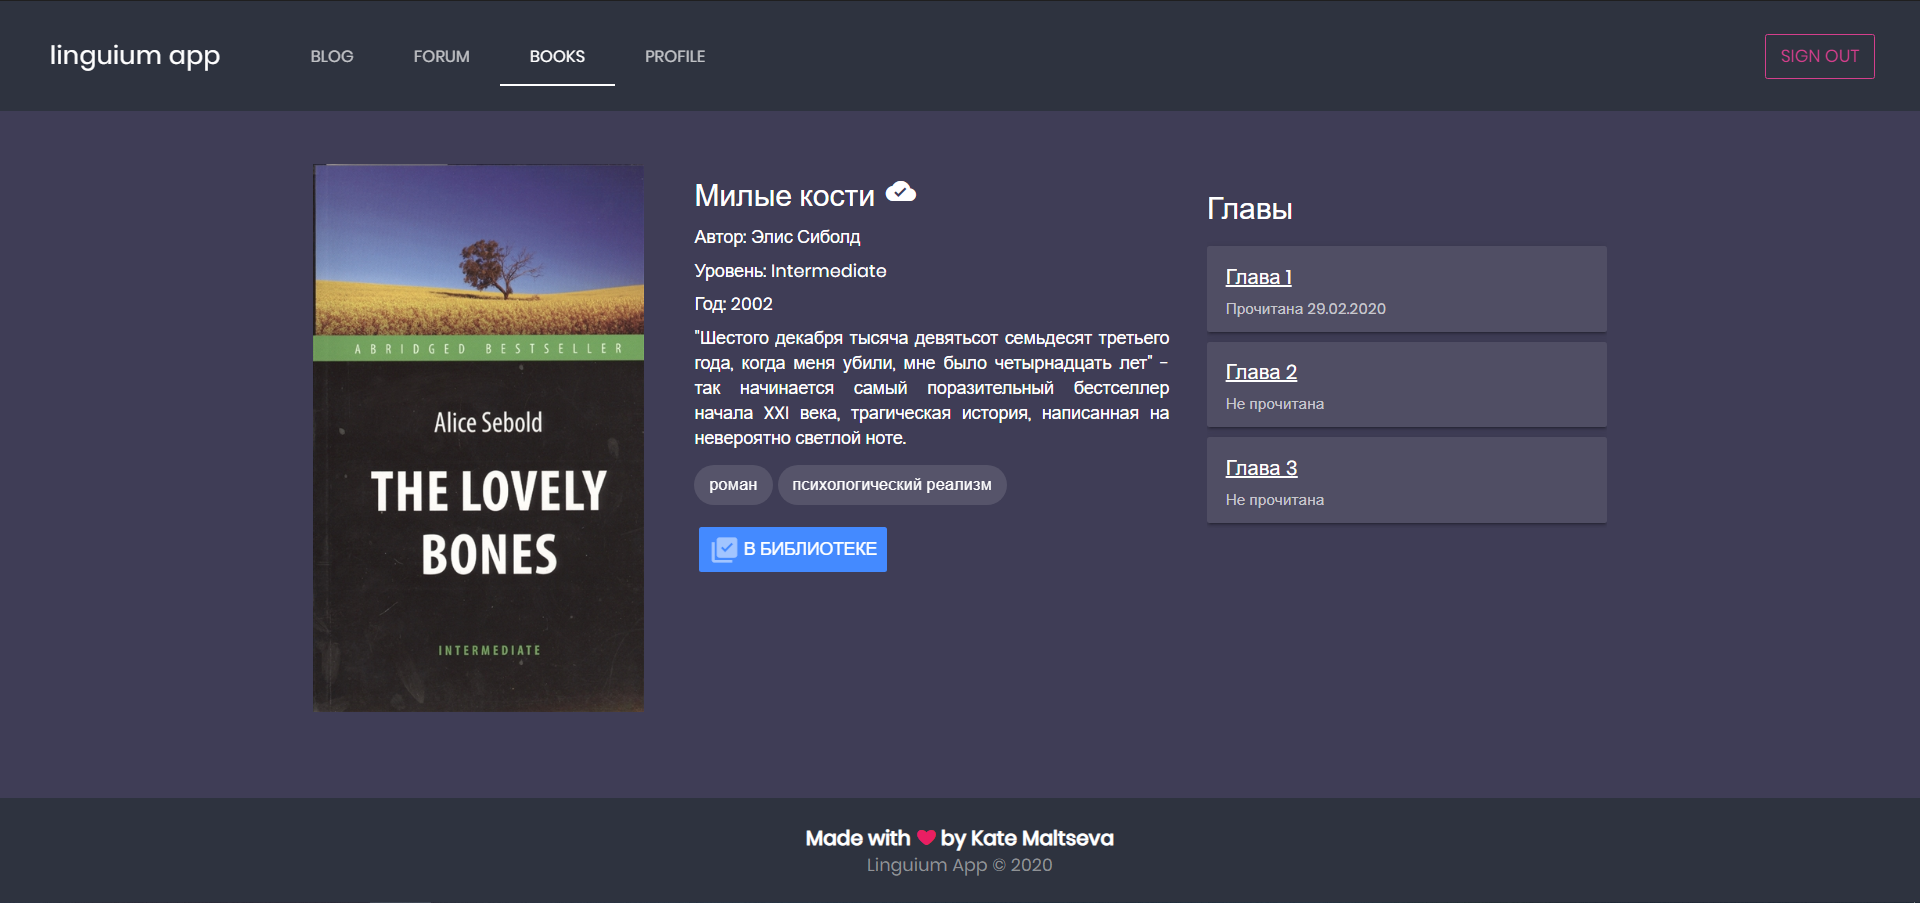 linguium app
BLOG
FORUM
BOOKS
PROFILE
SIGN OUT
ABRIDGED BESTSELLER
Alice Sebold
THE LOVELY
BONES
INTERMEDIATE
Милые кости
Автор: Элис Сиболд
Уровень: Intermediate
Год: 2002
"Шестого декабря тысяча девятьсот семьдесят третьего
года, когда меня убили, мне было четырнадцать лет" -
так начинается самый поразительный бестселлер
начала XXI века, трагическая история, написанная на
невероятно светлой ноте.
роман
психологический реализм
В БИБЛИОТЕКЕ
Главы
Глава 1
Прочитана 29.02.2020
Глава 2
Не прочитана
Глава 3
Не прочитана
Made with ❤ by Kate Maltseva
Linguium App © 2020